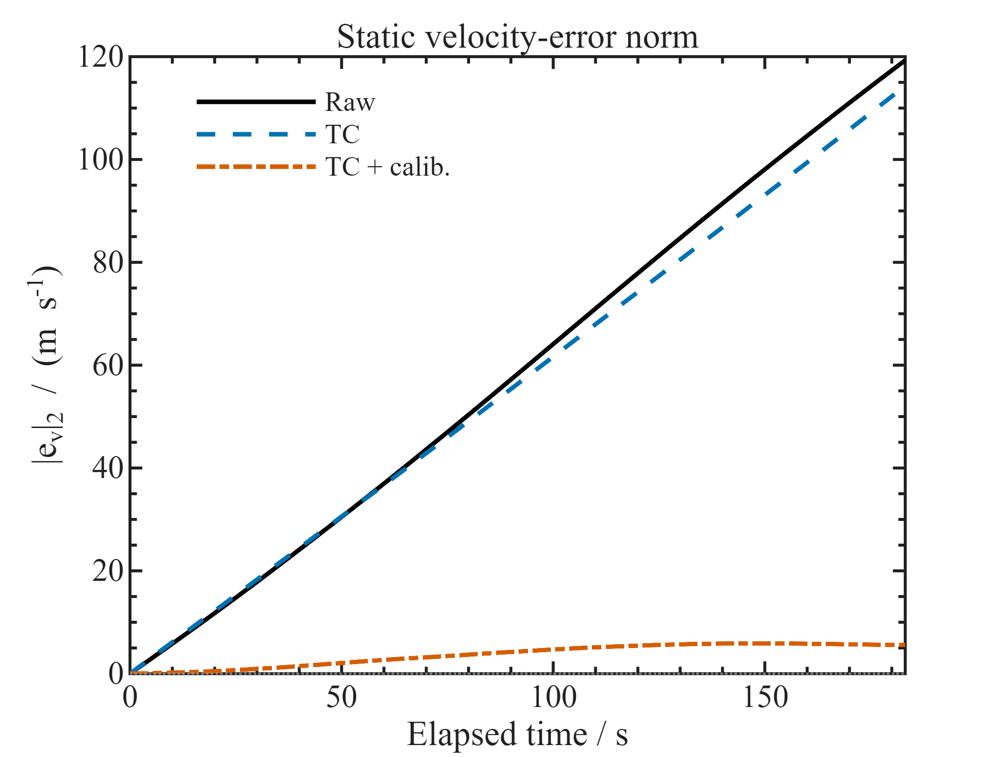 Static velocity-error norm
120
100
80
60
40
20
0
|e_v|_2 / (m s^-1)
Raw
TC
TC + calib.
0 50 100 150
Elapsed time / s